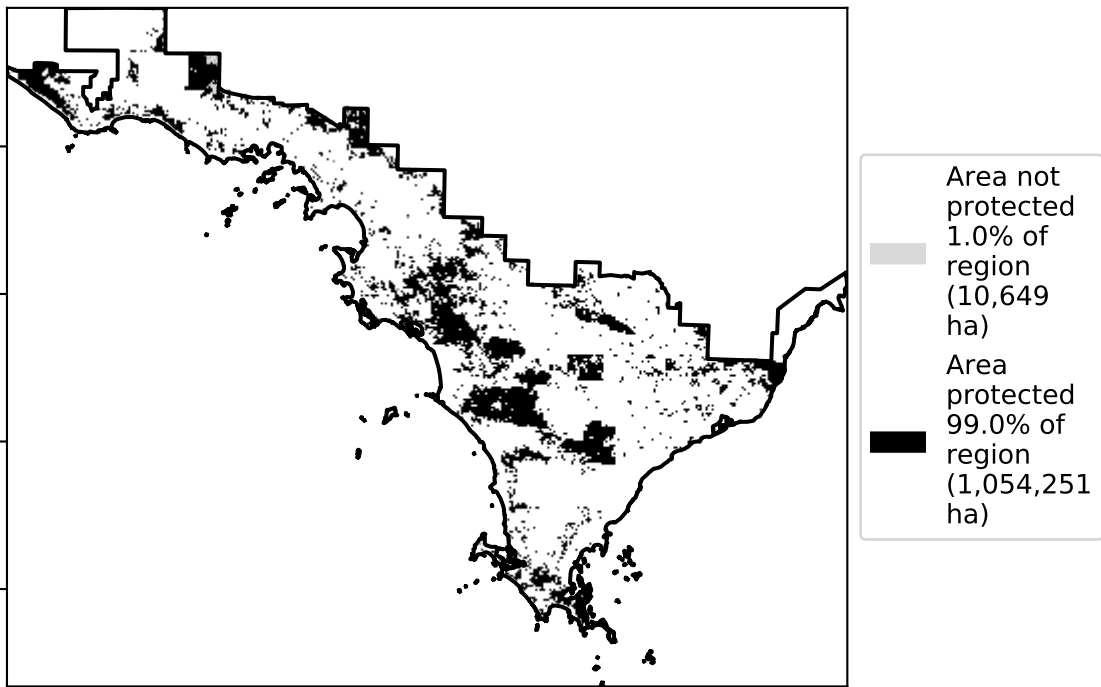 Area not
protected
1.0% of
region
(10,649
ha)
Area
protected
99.0% of
region
(1,054,251
ha)